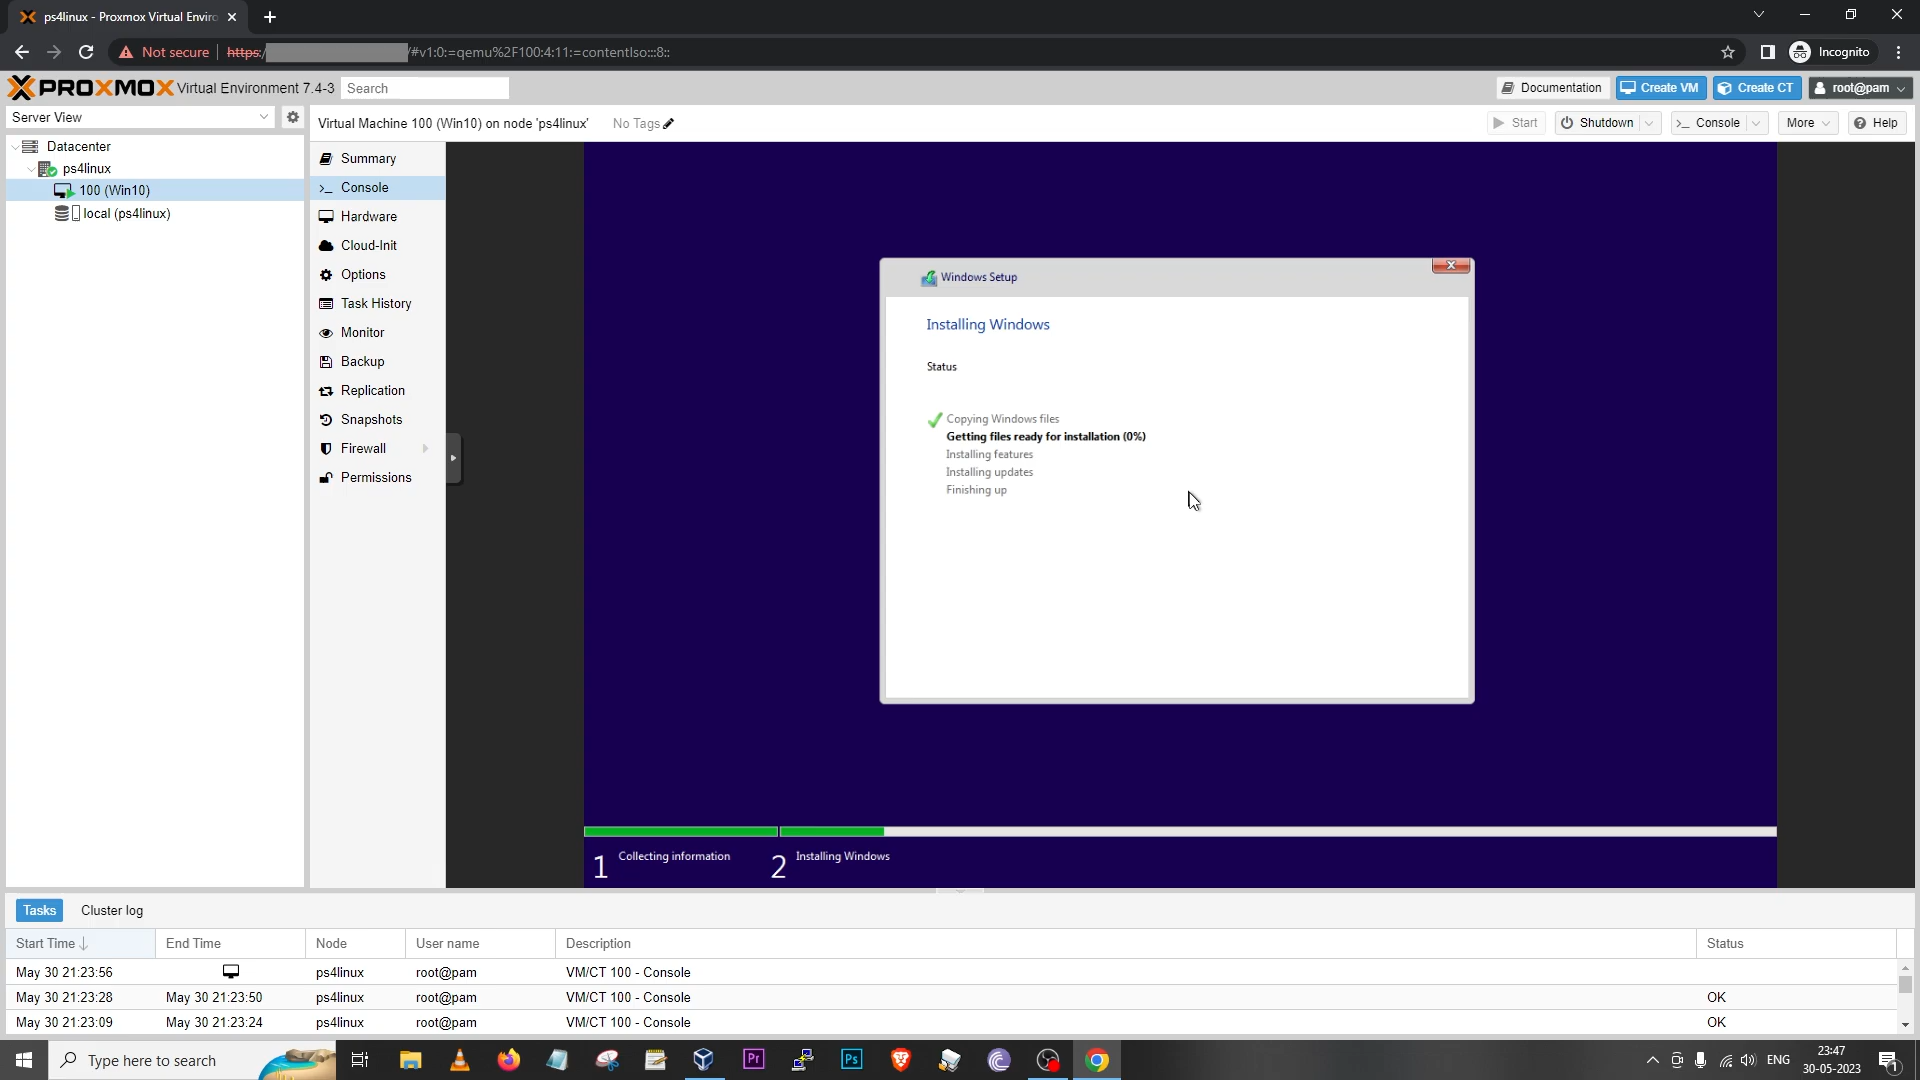 ps4linux - Proxmox Virtual Enviro
Not secure
https:/
/#v1:0:=qemu%2F100:4:11:=contentIso:::8::
Incognito
PROXMOX
Virtual Environment 7.4-3
Search
Documentation
Create VM
Create CT
root@pam
Server View
Virtual Machine 100 (Win10) on node 'ps4linux'
No Tags
Start
Shutdown
Console
More
Help
Datacenter
ps4linux
100 (Win10)
local (ps4linux)
Summary
Console
Hardware
Cloud-Init
Options
Task History
Monitor
Backup
Replication
Snapshots
Firewall
Permissions
Windows Setup
Installing Windows
Status
Copying Windows files
Getting files ready for installation (0%)
Installing features
Installing updates
Finishing up
1 Collecting information
2 Installing Windows
Tasks
Cluster log
Start Time End Time Node User name Description Status
May 30 21:23:56 ps4linux root@pam VM/CT 100 - Console
May 30 21:23:28 May 30 21:23:50 ps4linux root@pam VM/CT 100 - Console OK
May 30 21:23:09 May 30 21:23:24 ps4linux root@pam VM/CT 100 - Console OK
Type here to search
Pr
Ps
ENG
23:47
30-05-2023
1